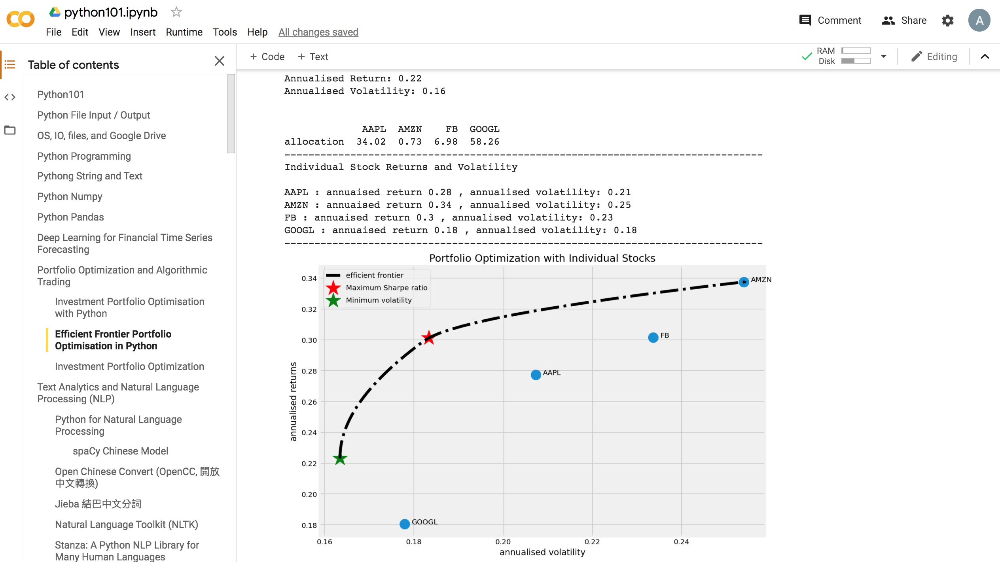 python101.ipynb
File Edit View Insert Runtime Tools Help All changes saved
Comment Share A
Table of contents
Python101
Python File Input / Output
OS, IO, files, and Google Drive
Python Programming
Pythong String and Text
Python Numpy
Python Pandas
Deep Learning for Financial Time Series
Forecasting
Portfolio Optimization and Algorithmic
Trading
Investment Portfolio Optimisation
with Python
Efficient Frontier Portfolio
Optimisation in Python
Investment Portfolio Optimization
Text Analytics and Natural Language
Processing (NLP)
Python for Natural Language
Processing
spaCy Chinese Model
Open Chinese Convert (OpenCC, 開放
中文轉換)
Jieba 結巴中文分詞
Natural Language Toolkit (NLTK)
Stanza: A Python NLP Library for
Many Human Languages
+ Code + Text
RAM
Disk
Editing
Annualised Return: 0.22
Annualised Volatility: 0.16
AAPL AMZN FB GOOGL
allocation 34.02 0.73 6.98 58.26
--------------------------------------------------------------------------------
Individual Stock Returns and Volatility
AAPL : annuaised return 0.28 , annualised volatility: 0.21
AMZN : annuaised return 0.34 , annualised volatility: 0.25
FB : annuaised return 0.3 , annualised volatility: 0.23
GOOGL : annuaised return 0.18 , annualised volatility: 0.18
--------------------------------------------------------------------------------
Portfolio Optimization with Individual Stocks
efficient frontier
Maximum Sharpe ratio
Minimum volatility
AMZN
FB
AAPL
GOOGL
annualised returns
0.34
0.32
0.30
0.28
0.26
0.24
0.22
0.20
0.18
0.16 0.18 0.20 0.22 0.24
annualised volatility